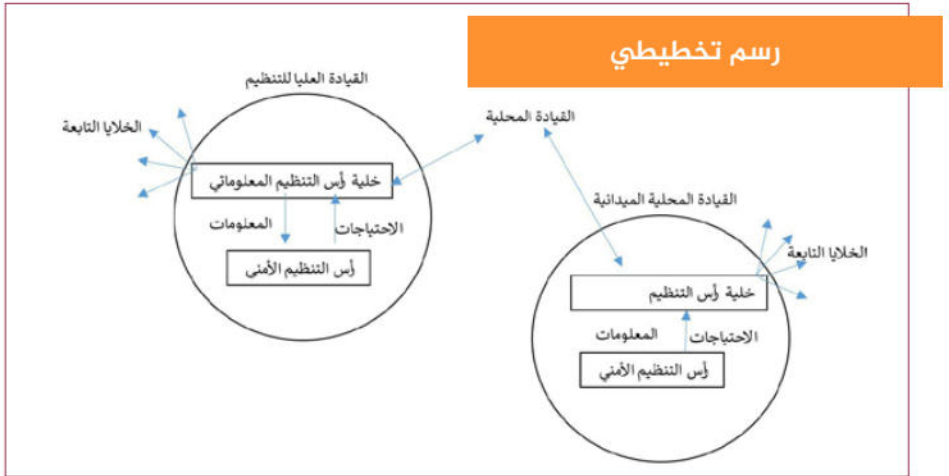 رسم تخطيطي
القيادة العليا للتنظيم
القيادة المحلية
الخلايا التابعة
خلية رأس التنظيم المعلوماتي
المعلومات
الاحتياجات
رأس التنظيم الأمني
القيادة المحلية الميدانية
الخلايا التابعة
خلية رأس التنظيم
المعلومات
الاحتياجات
رأس التنظيم الأمني